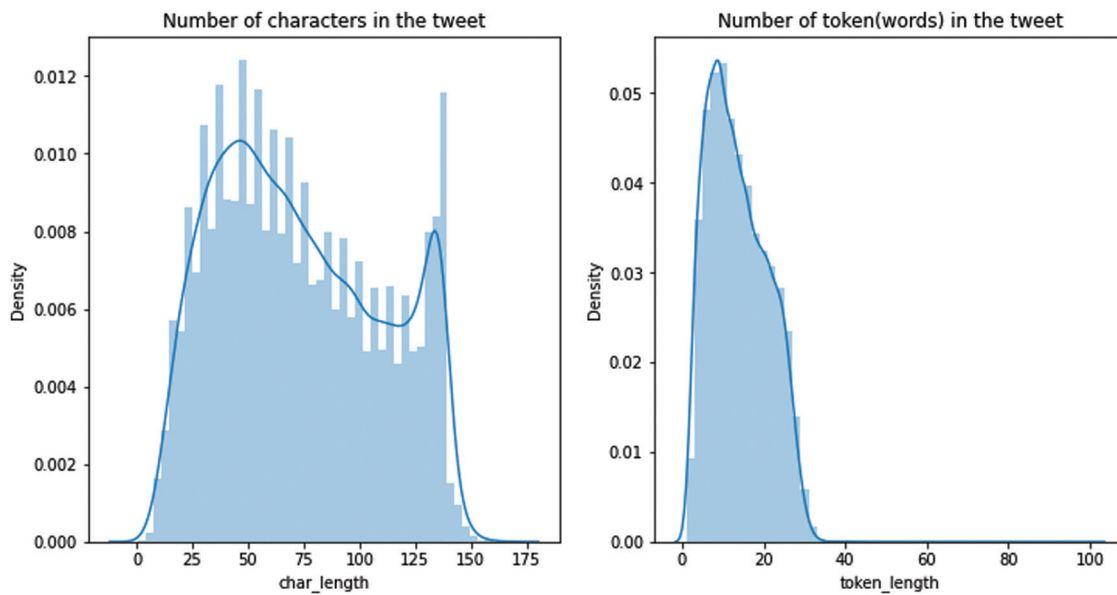 Number of characters in the tweet
0.012
0.010
0.008
0.006
0.004
0.002
0.000
Density
0 25 50 75 100 125 150 175
char_length
Number of token(words) in the tweet
0.05
0.04
0.03
0.02
0.01
0.00
Density
0 20 40 60 80 100
token_length